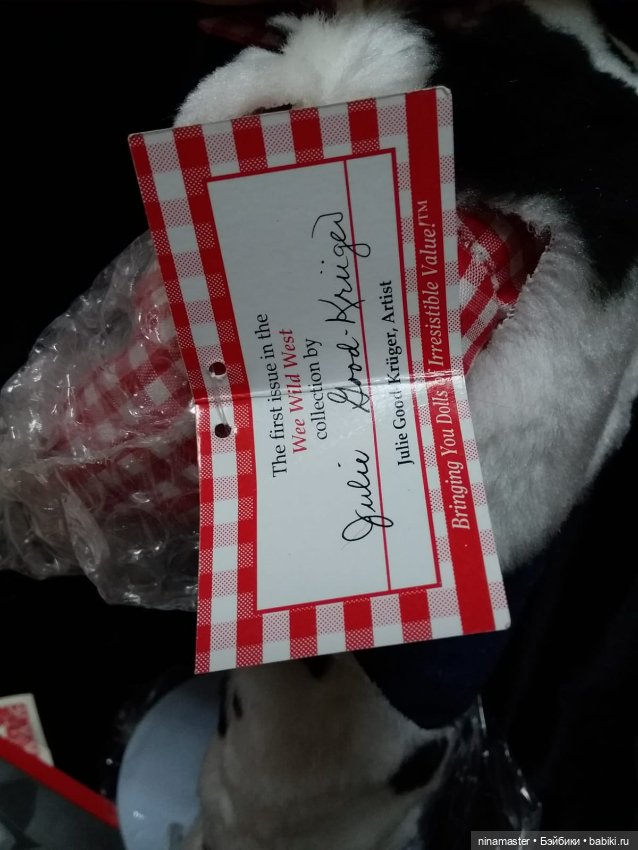 The first issue in the
Wee Wild West
collection by
Julie Good-Krüger
Julie Good-Krüger, Artist
Bringing You Dolls of Irresistible Value!™
ninamaster • Бэйбики • babiki.ru